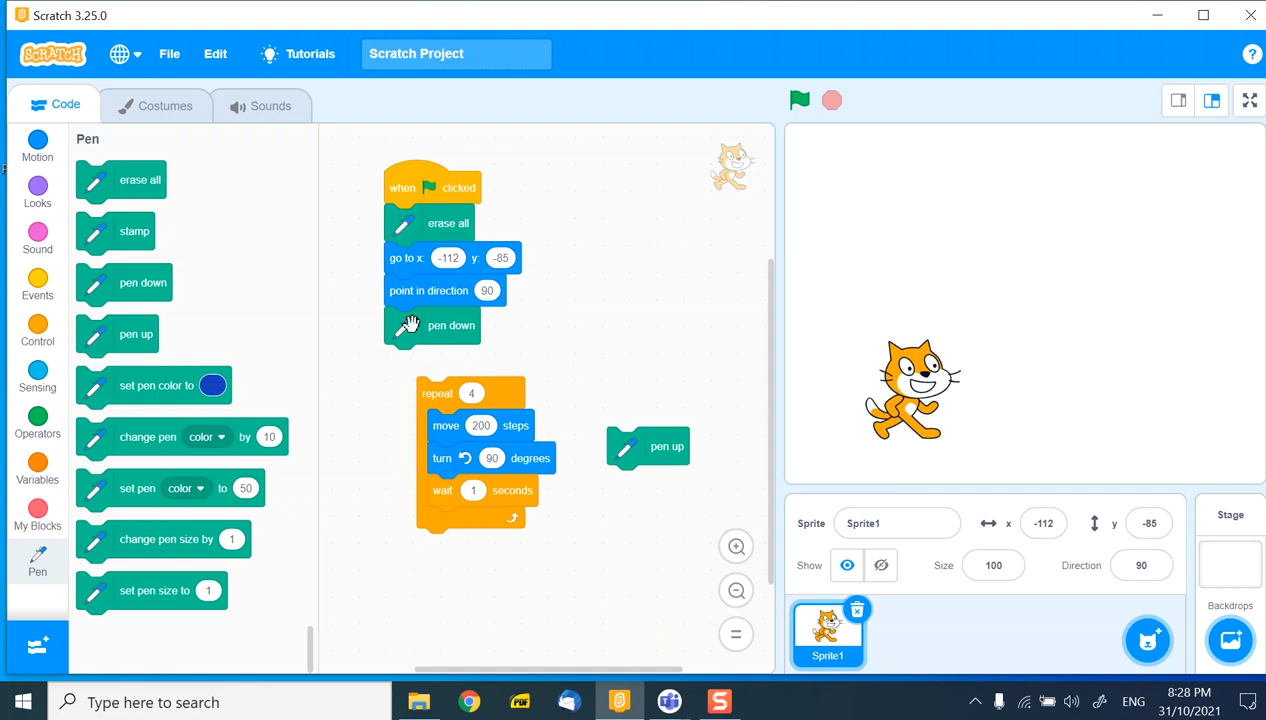 Scratch 3.25.0
SCRATCH File Edit Tutorials Scratch Project ?
Code Costumes Sounds
Motion
Looks
Sound
Events
Control
Sensing
Operators
Variables
My Blocks
Pen
Pen
erase all
stamp
pen down
pen up
set pen color to
change pen color by 10
set pen color to 50
change pen size by 1
set pen size to 1
when clicked
erase all
go to x: -112 y: -85
point in direction 90
pen down
repeat 4
move 200 steps
turn 90 degrees
wait 1 seconds
pen up
Sprite Sprite1 x -112 y -85
Show Size 100 Direction 90
Sprite1
Stage
Backdrops
Type here to search
PDF
ENG
8:28 PM
31/10/2021